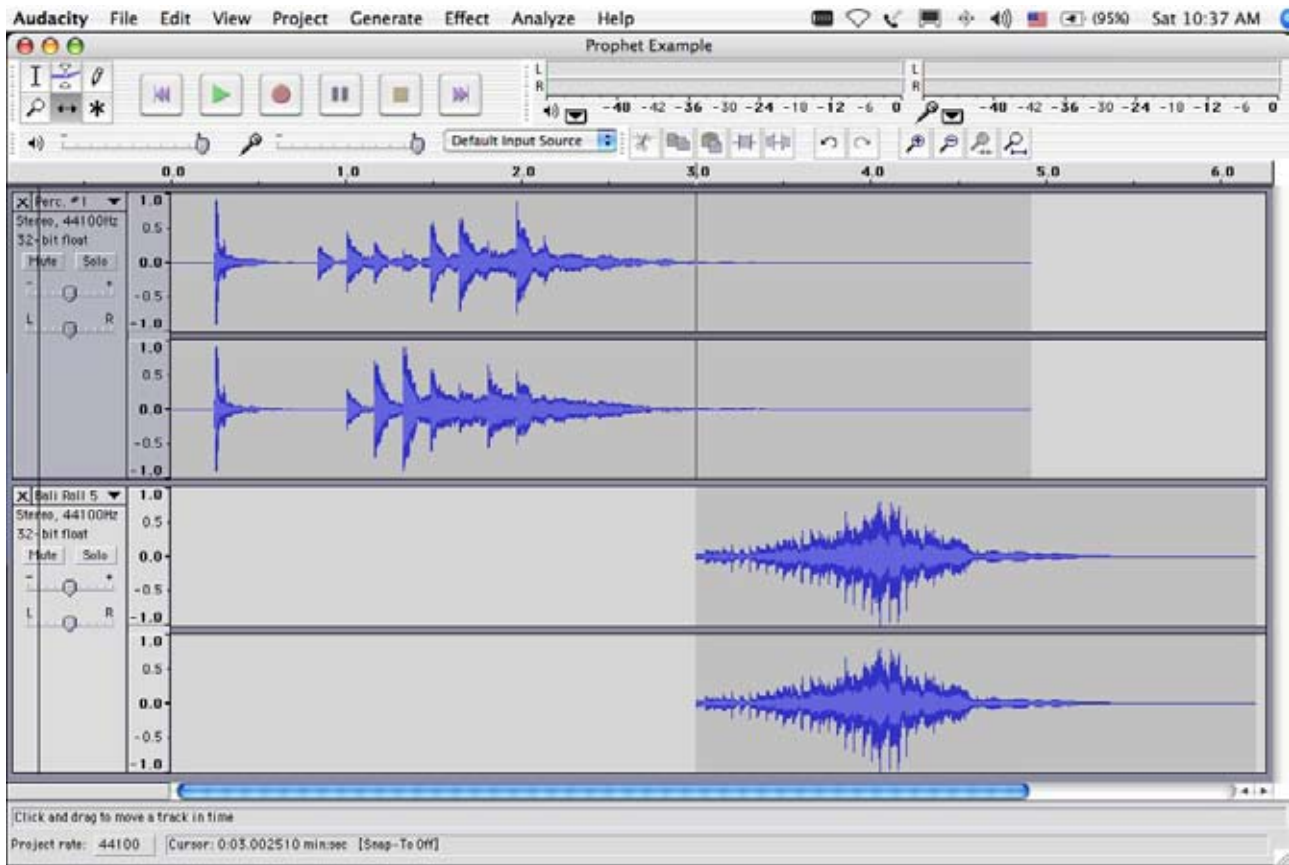 Audacity File Edit View Project Generate Effect Analyze Help (95%) Sat 10:37 AM
Prophet Example
L
R
-48 -42 -36 -30 -24 -18 -12 -6 0
L
R
-48 -42 -36 -30 -24 -18 -12 -6 0
Default Input Source
0.0 1.0 2.0 3.0 4.0 5.0 6.0
X Perc. #1
Stereo, 44100Hz
32-bit float
Mute Solo
- +
L R
1.0
0.5
0.0
-0.5
-1.0
1.0
0.5
0.0
-0.5
-1.0
X Bali Roll 5
Stereo, 44100Hz
32-bit float
Mute Solo
- +
L R
1.0
0.5
0.0
-0.5
-1.0
1.0
0.5
0.0
-0.5
-1.0
Click and drag to move a track in time
Project rate: 44100 Cursor: 0:03.002510 min:sec [Snap-To Off]